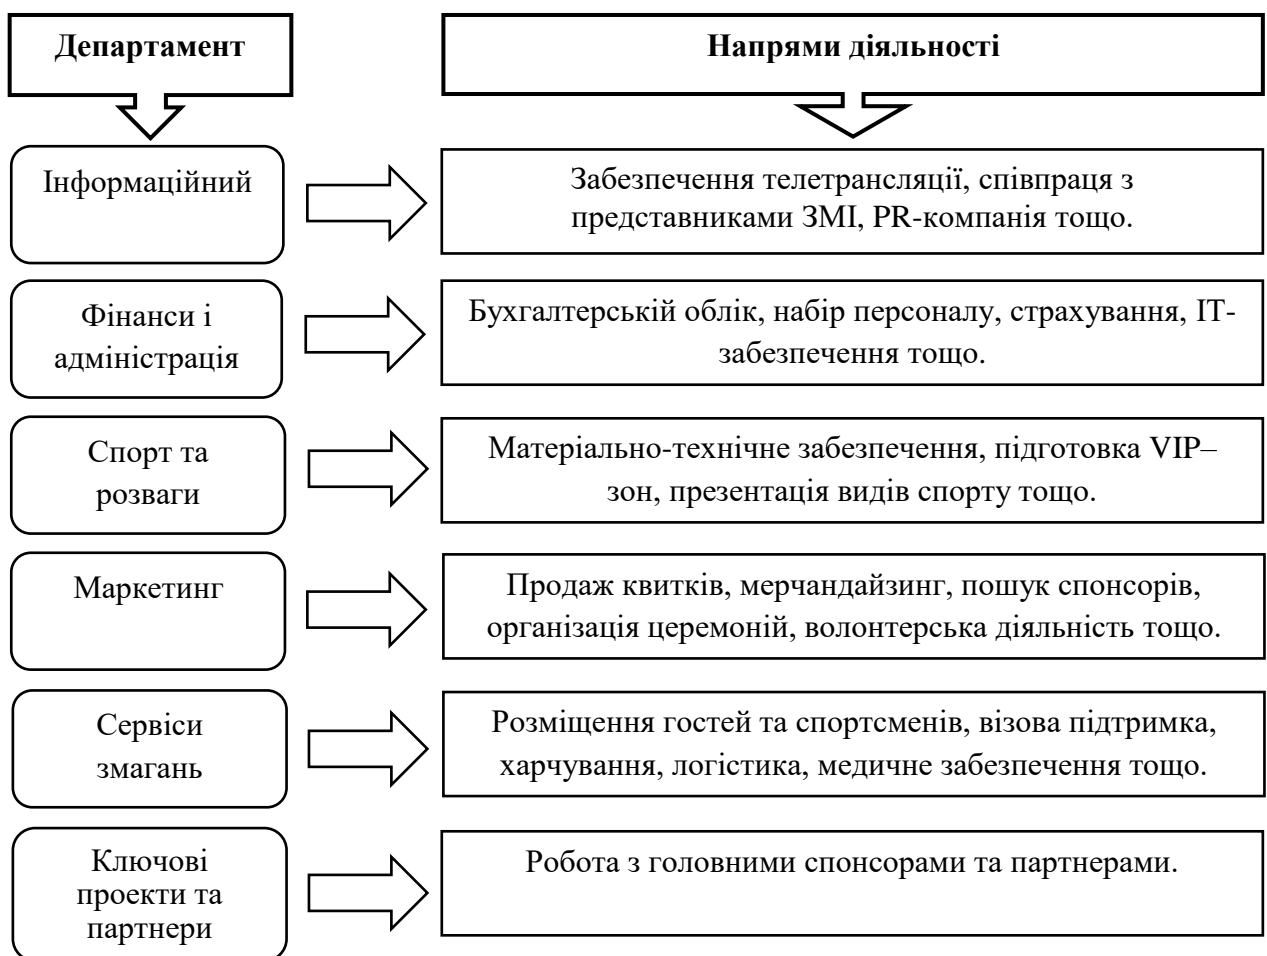 Департамент
Напрями діяльності
Інформаційний
Забезпечення телетрансляції, співпраця з
представниками ЗМІ, PR-компанія тощо.
Фінанси і
адміністрація
Бухгалтерській облік, набір персоналу, страхування, ІТ-
забезпечення тощо.
Спорт та
розваги
Матеріально-технічне забезпечення, підготовка VIP–
зон, презентація видів спорту тощо.
Маркетинг
Продаж квитків, мерчандайзинг, пошук спонсорів,
організація церемоній, волонтерська діяльність тощо.
Сервіси
змагань
Розміщення гостей та спортсменів, візова підтримка,
харчування, логістика, медичне забезпечення тощо.
Ключові
проекти та
партнери
Робота з головними спонсорами та партнерами.